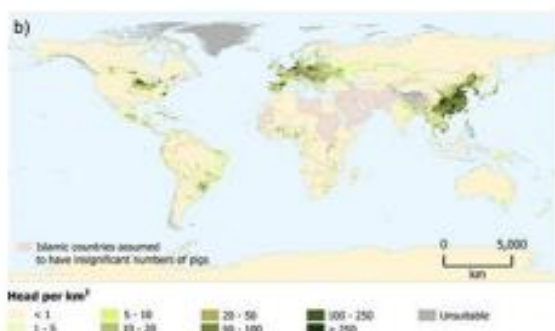 b)
Islamic countries assumed
to have insignificant numbers of pigs
0 5,000
km
Head per km²
< 1 5 - 10 20 - 50 100 - 250 Unsuitable
1 - 5 10 - 20 50 - 100 > 250